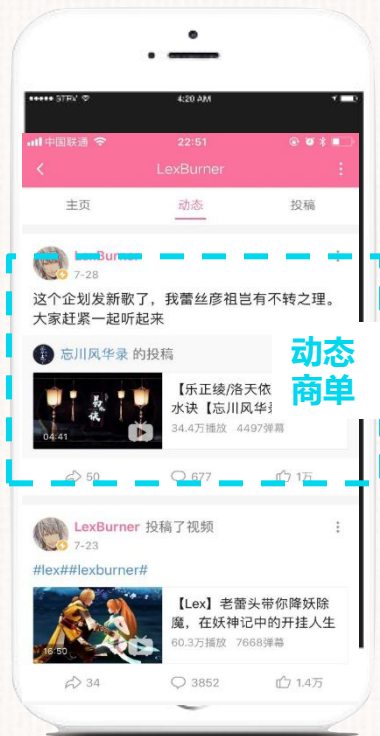 STRV 4:20 AM
中国联通 22:51
LexBurner
主页 动态 投稿
LexBurner
7-28
这个企划发新歌了，我蕾丝彦祖岂有不转之理。
大家赶紧一起听起来
忘川风华录 的投稿
动态
商单
【乐正绫/洛天依
水诀【忘川风华录
34.4万播放 4497弹幕
04:41
50 677 1万
LexBurner 投稿了视频
7-23
#lex##lexburner#
【Lex】老蕾头带你降妖除
魔，在妖神记中的开挂人生
60.3万播放 7668弹幕
16:50
34 3852 1.4万